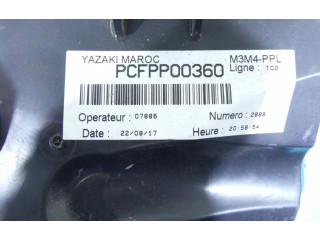 YAZAKI MAROC M3M4-PPL
PCFPP00360 Ligne : TC2
Operateur : 07886 Numero : 2888
Date : 22/09/17 Heure : 20:58:54